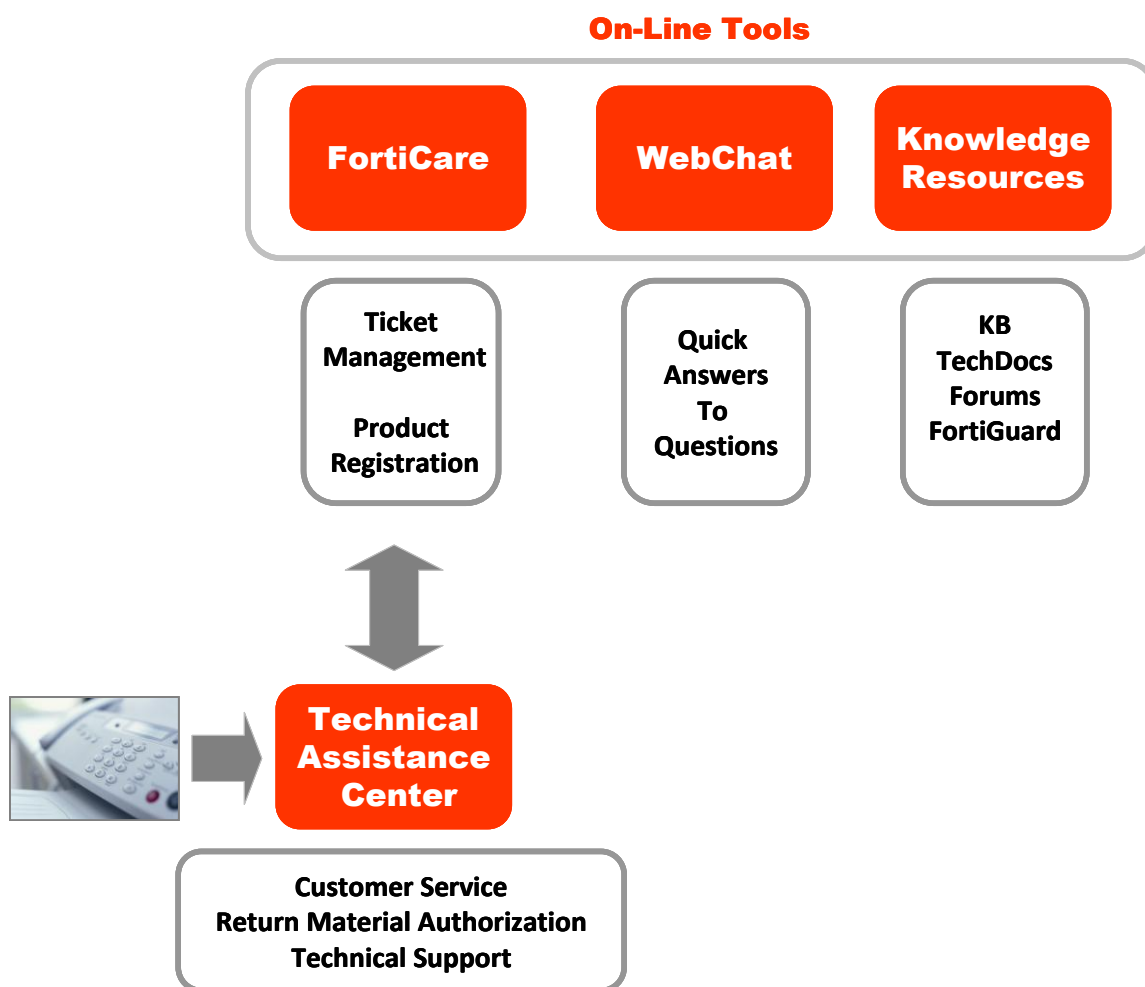 On-Line Tools
FortiCare
WebChat
Knowledge
Resources
Ticket
Management
Product
Registration
Quick
Answers
To
Questions
KB
TechDocs
Forums
FortiGuard
Technical
Assistance
Center
Customer Service
Return Material Authorization
Technical Support